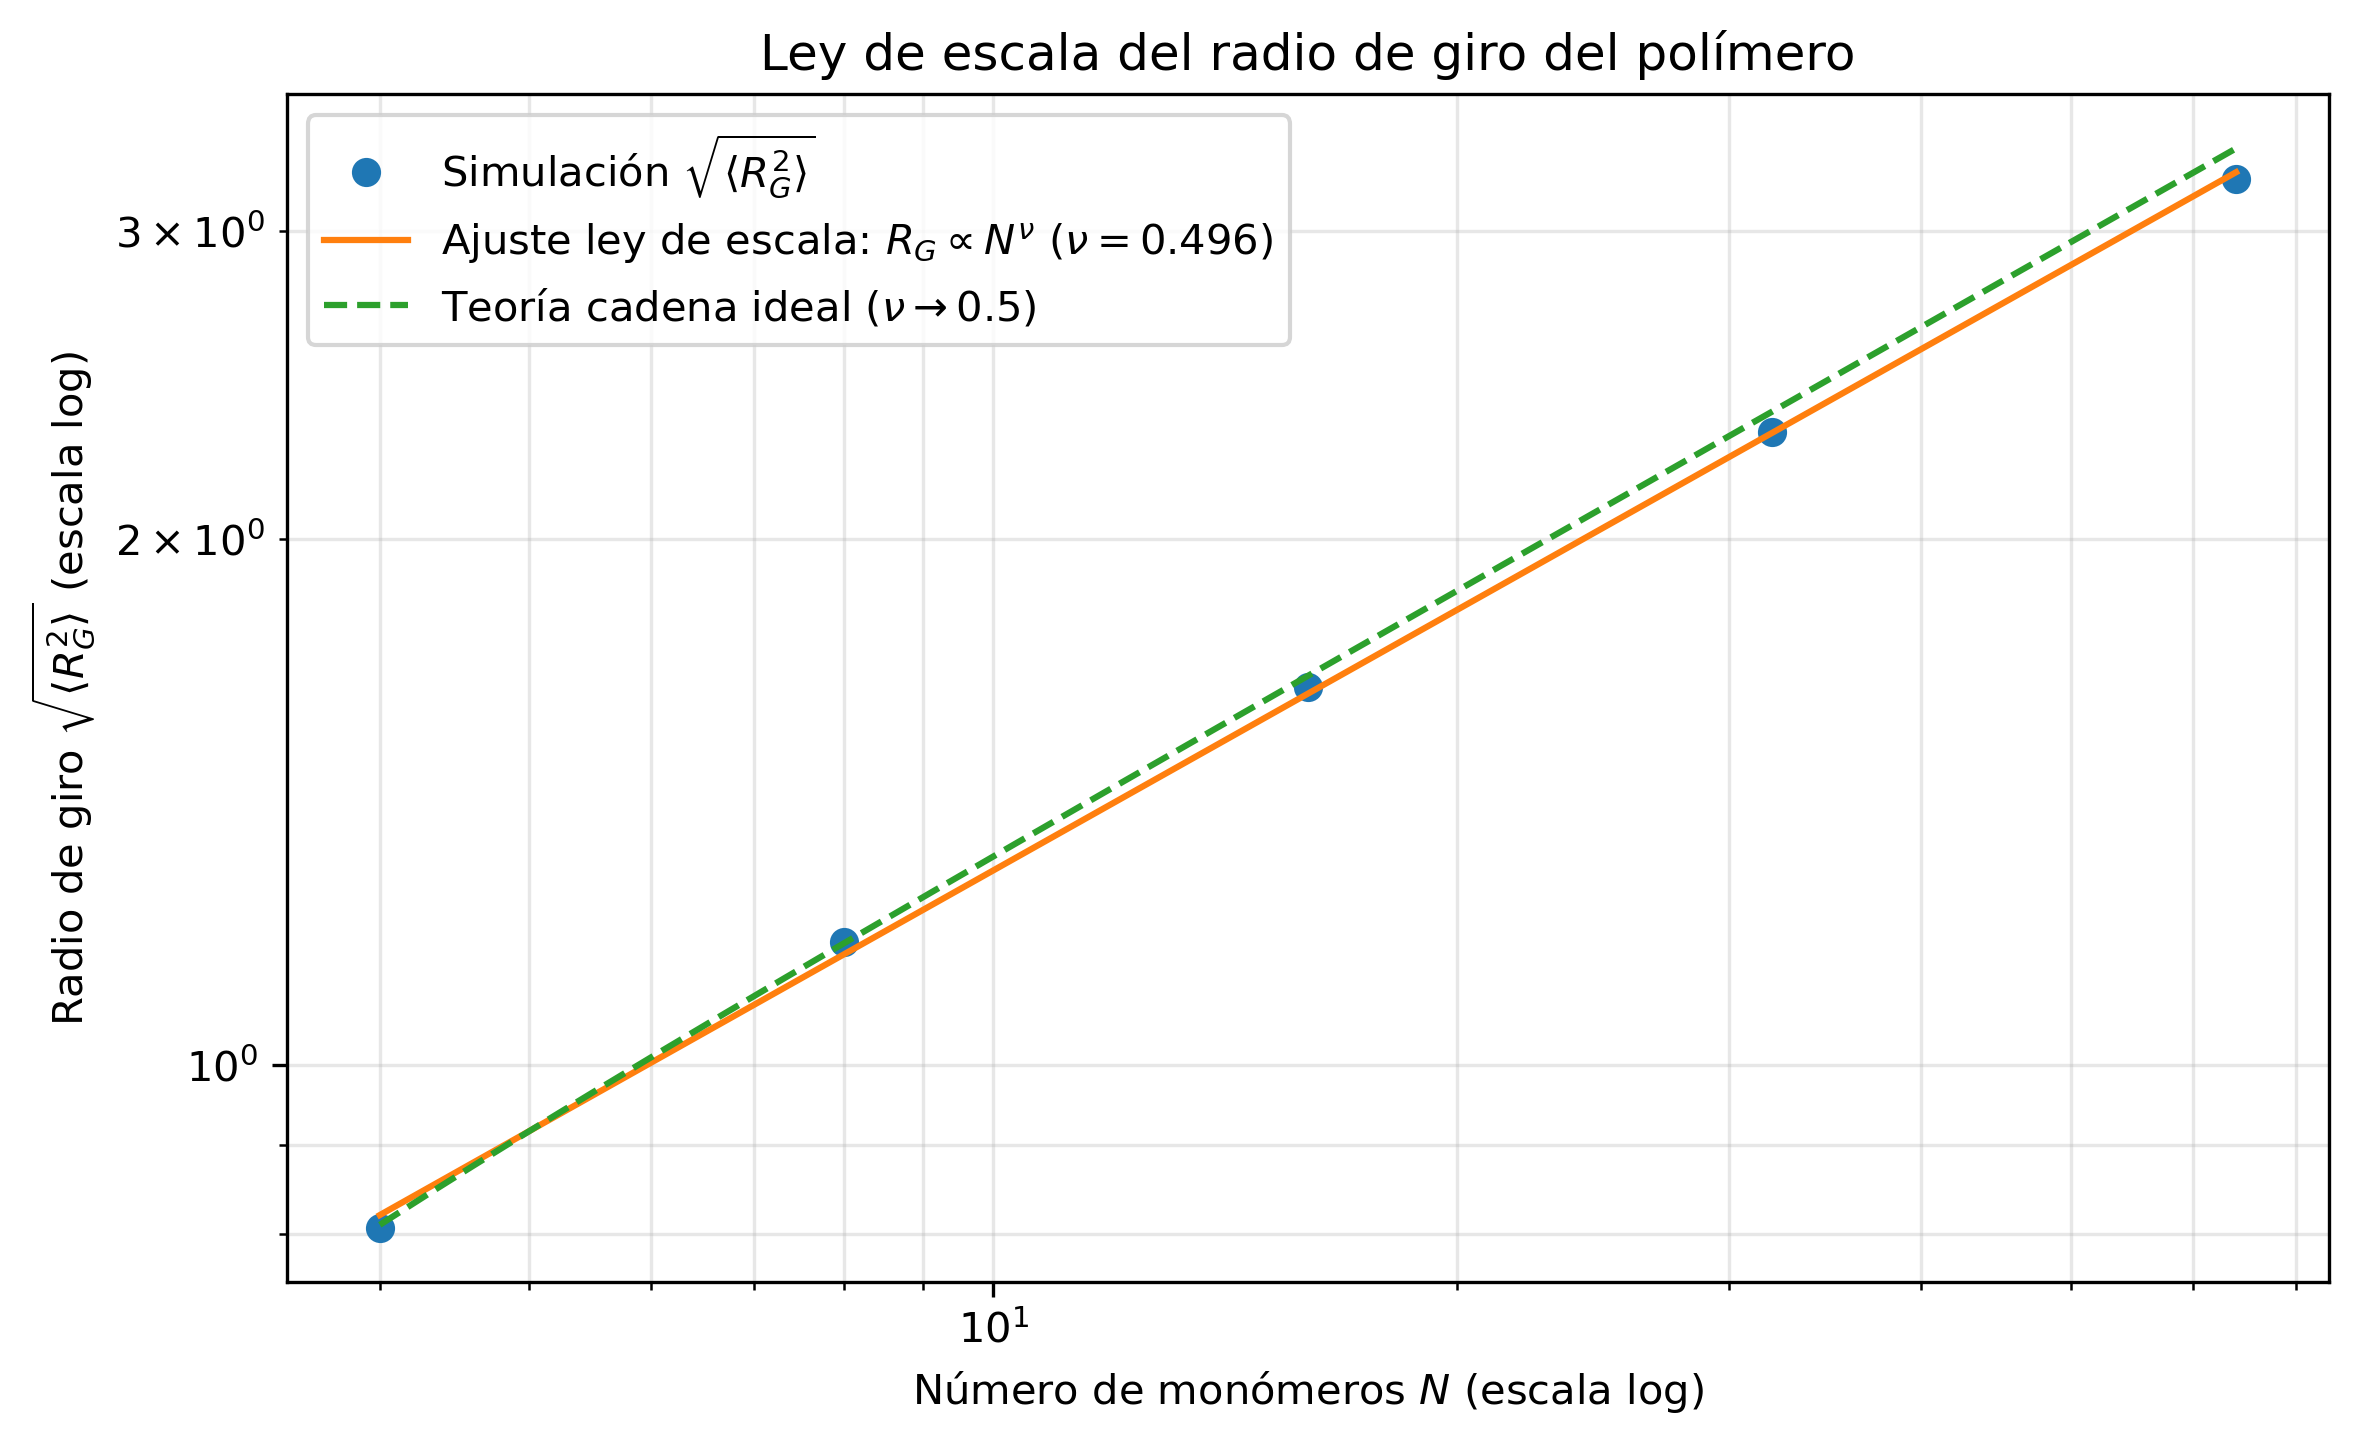 Ley de escala del radio de giro del polímero
Simulación √⟨R_G^2⟩
Ajuste ley de escala: R_G ∝ N^ν (ν = 0.496)
Teoría cadena ideal (ν → 0.5)
Radio de giro √⟨R_G^2⟩ (escala log)
3 × 10^0
2 × 10^0
10^0
10^1
Número de monómeros N (escala log)